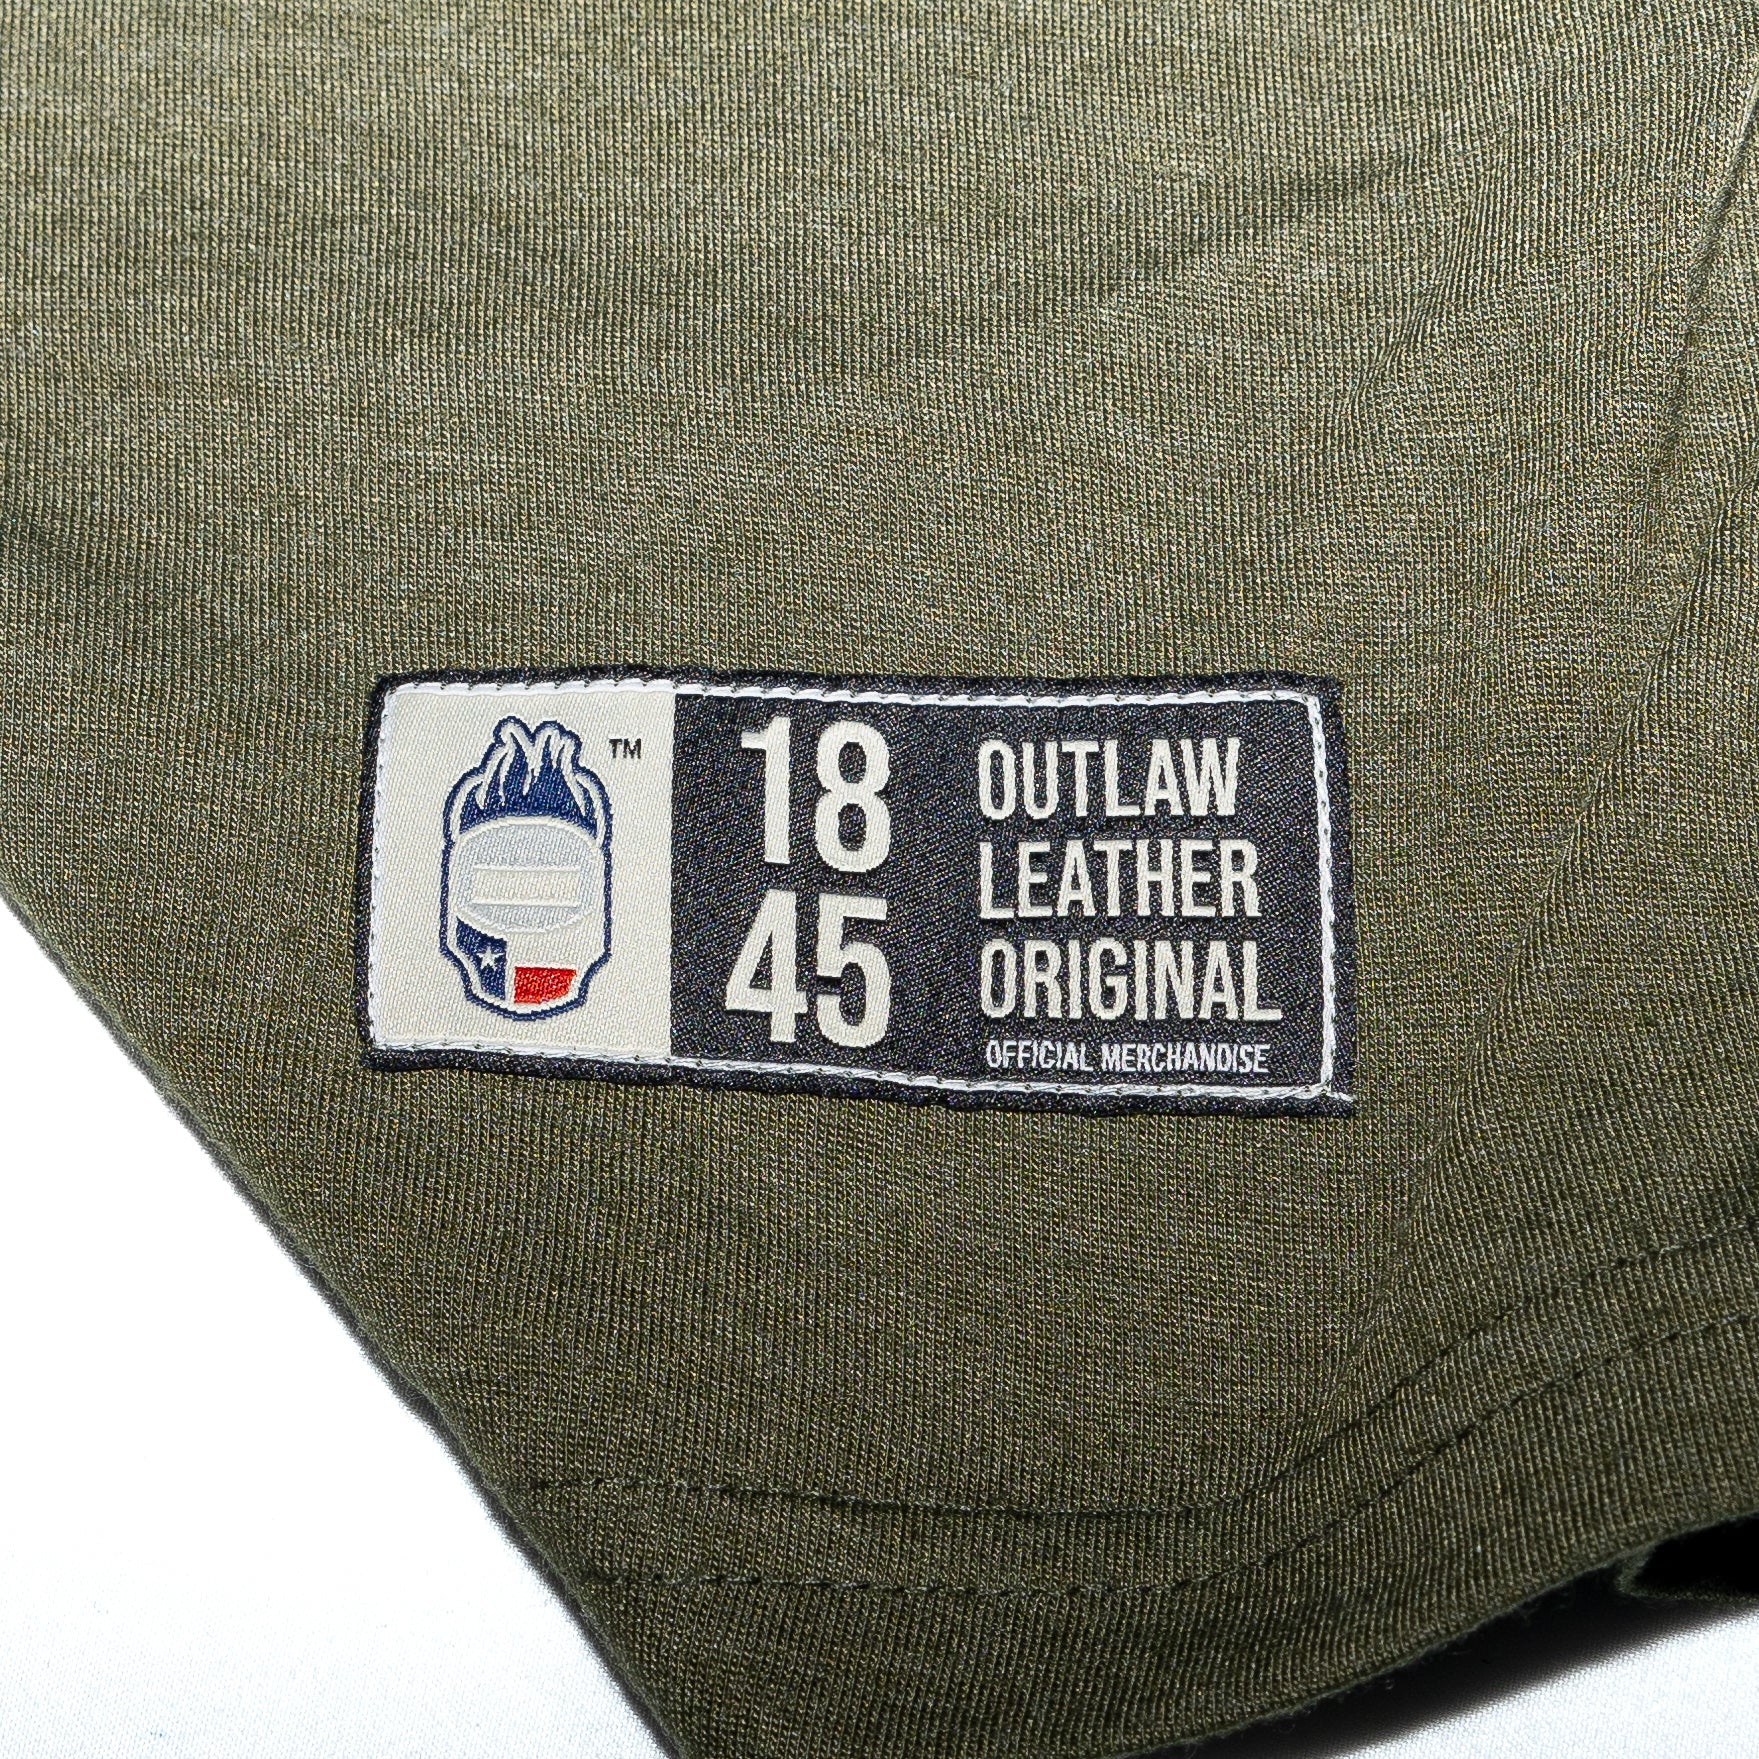 TM
18
45
OUTLAW
LEATHER
ORIGINAL
OFFICIAL MERCHANDISE